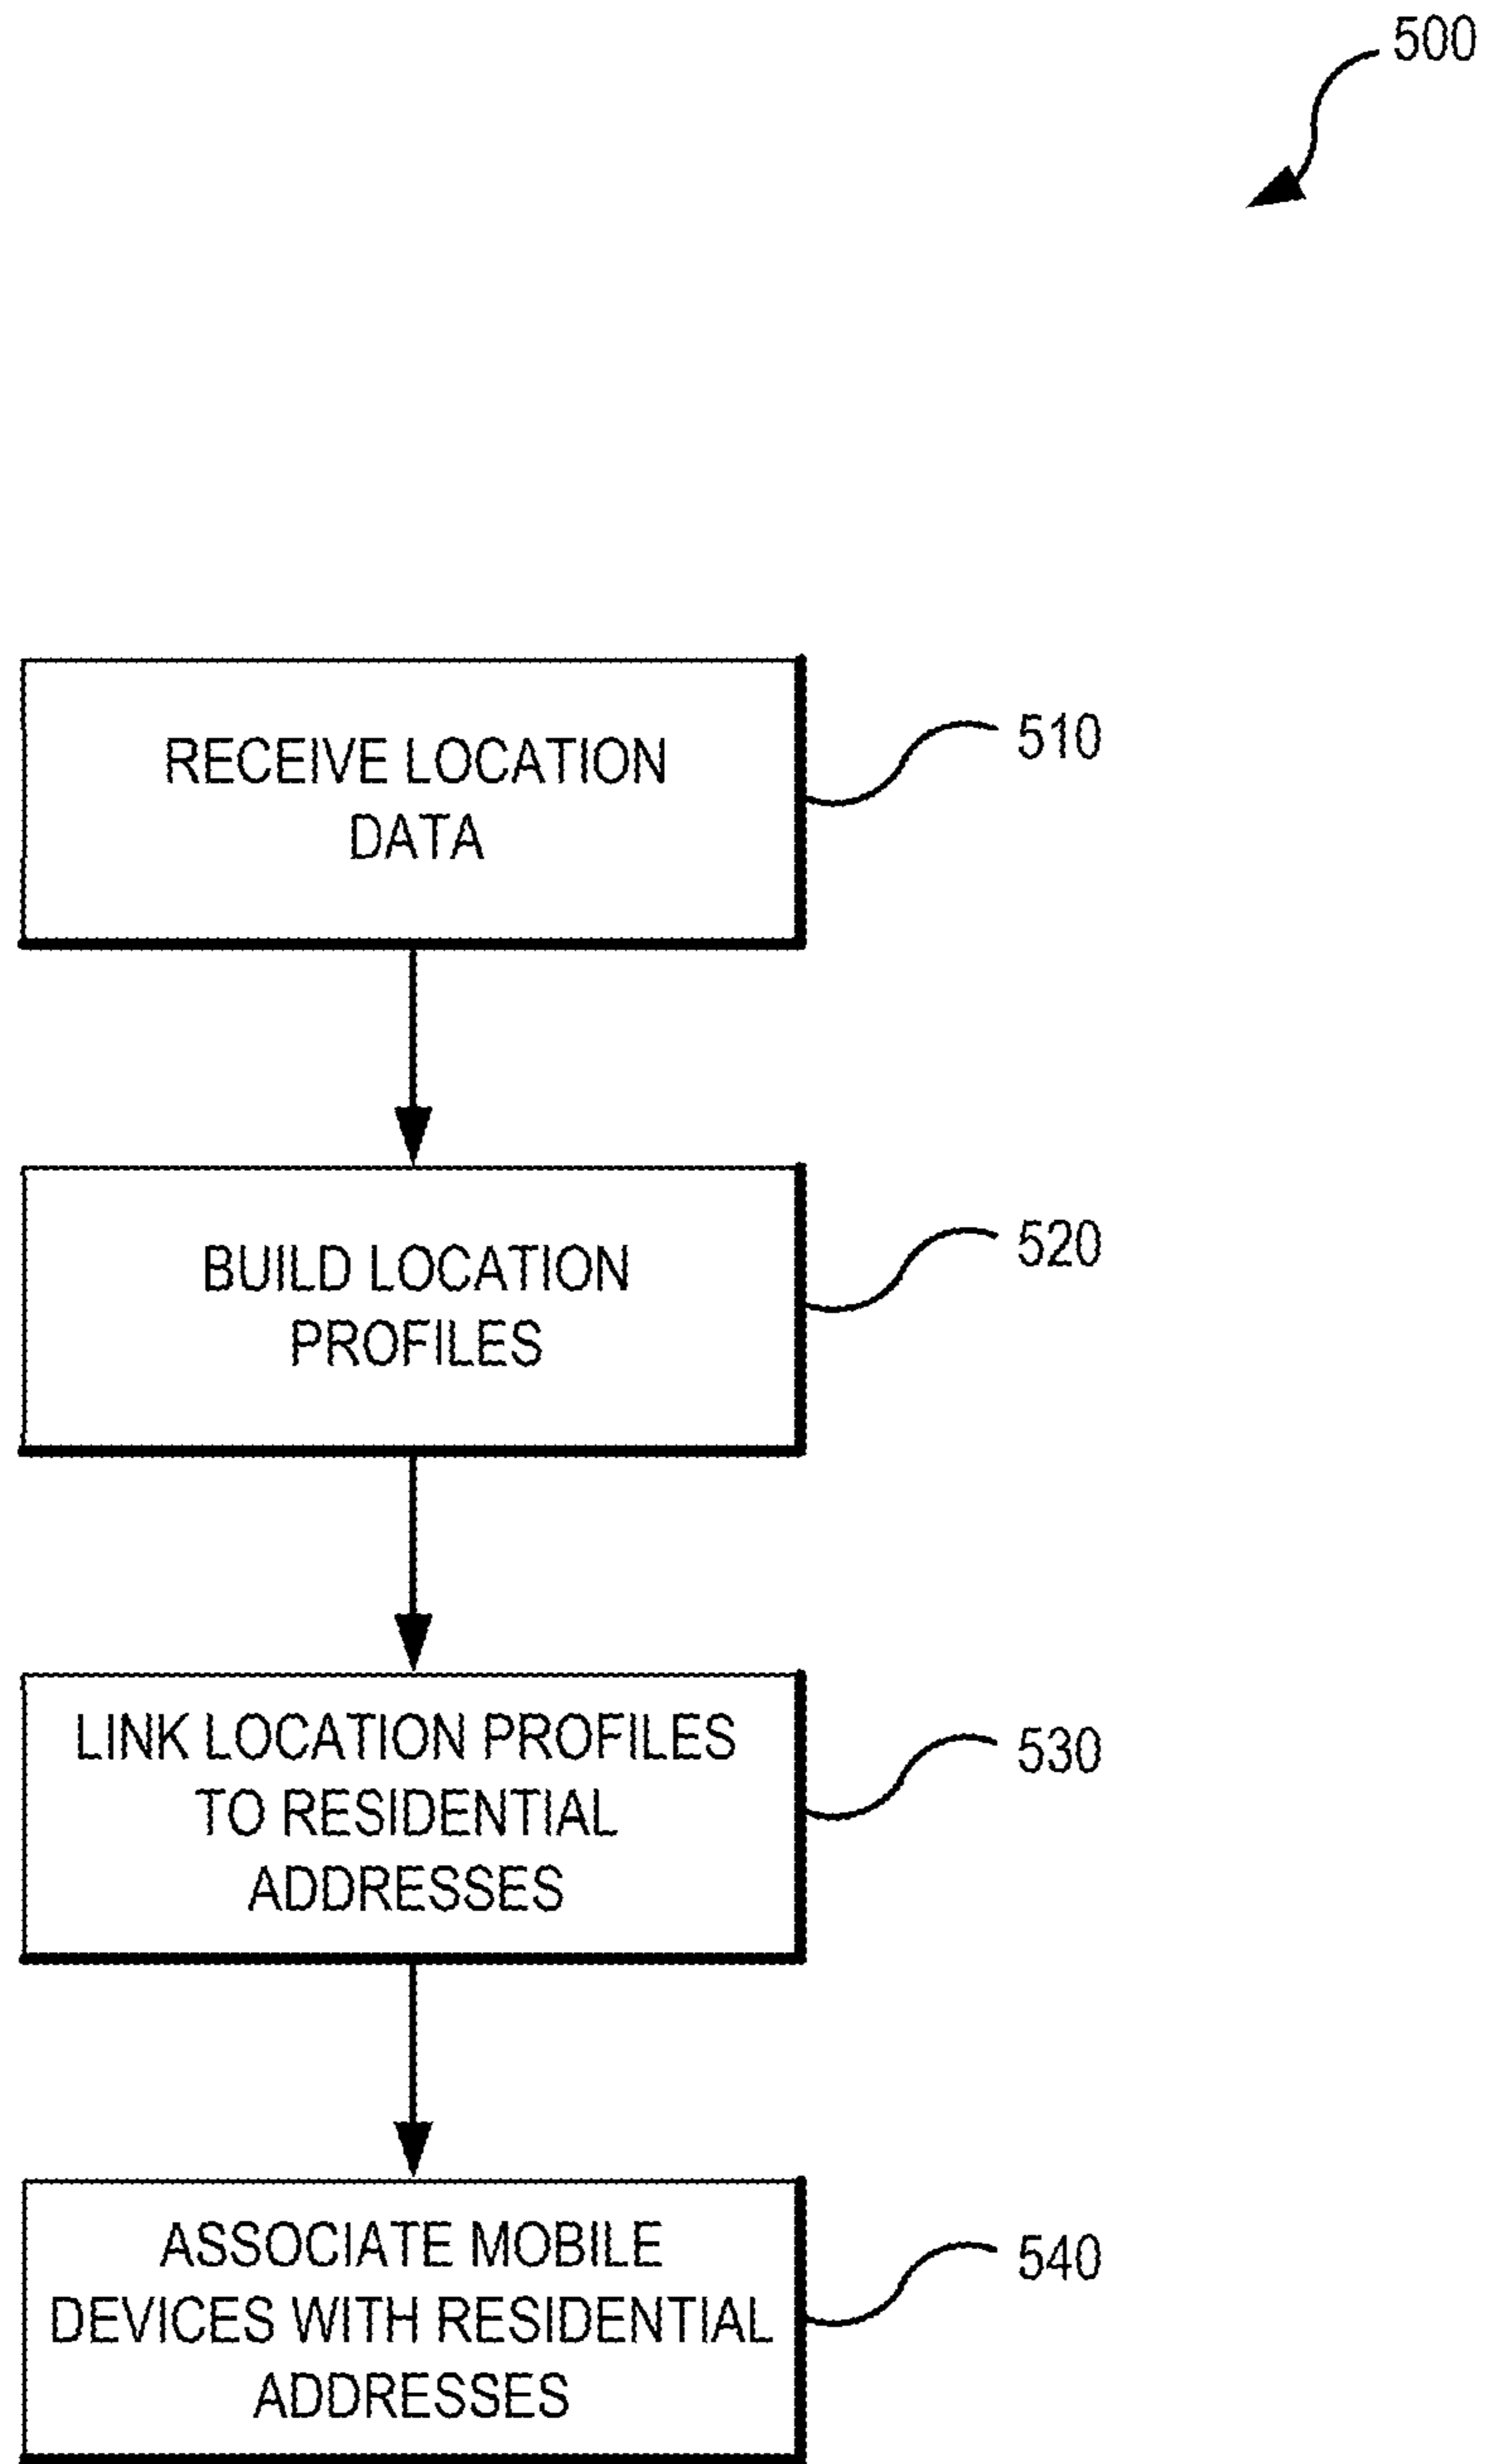 500
RECEIVE LOCATION
DATA
510
BUILD LOCATION
PROFILES
520
LINK LOCATION PROFILES
TO RESIDENTIAL
ADDRESSES
530
ASSOCIATE MOBILE
DEVICES WITH RESIDENTIAL
ADDRESSES
540